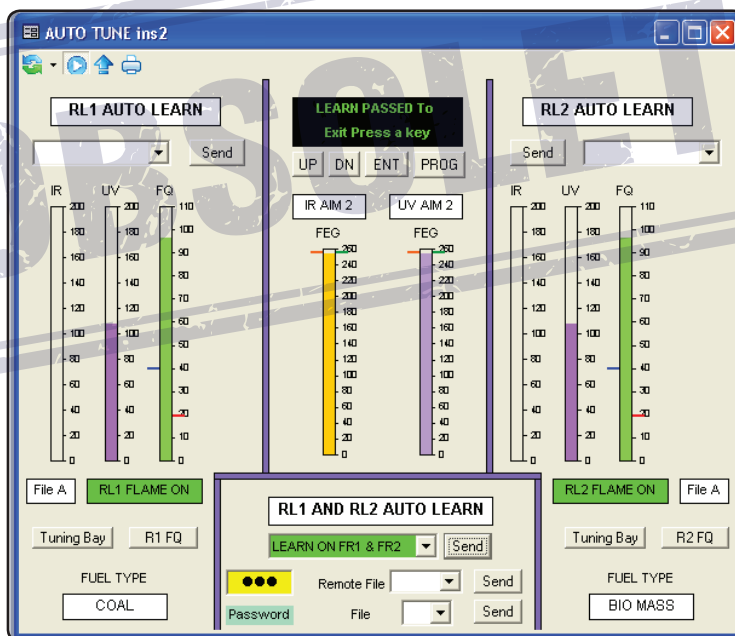 AUTO TUNE ins2
RL1 AUTO LEARN
Send
IR UV FQ
200 200 110
180 180 100
160 160 90
140 140 80
120 120 70
100 100 60
80 80 50
60 60 40
40 40 30
20 20 20
0 0 10
0
File A
RL1 FLAME ON
Tuning Bay
R1 FQ
FUEL TYPE
COAL
LEARN PASSED To
Exit Press a key
UP DN ENT PROG
IR AIM 2
UV AIM 2
FEG FEG
260 260
240 240
220 220
200 200
180 180
160 160
140 140
120 120
100 100
80 80
60 60
40 40
20 20
0 0
RL1 AND RL2 AUTO LEARN
LEARN ON FR1 & FR2
Send
Remote File
Send
Password
File
Send
RL2 AUTO LEARN
Send
IR UV FQ
200 200 110
180 180 100
160 160 90
140 140 80
120 120 70
100 100 60
80 80 50
60 60 40
40 40 30
20 20 20
0 0 10
0
RL2 FLAME ON
File A
Tuning Bay
R2 FQ
FUEL TYPE
BIO MASS
OBSOLET